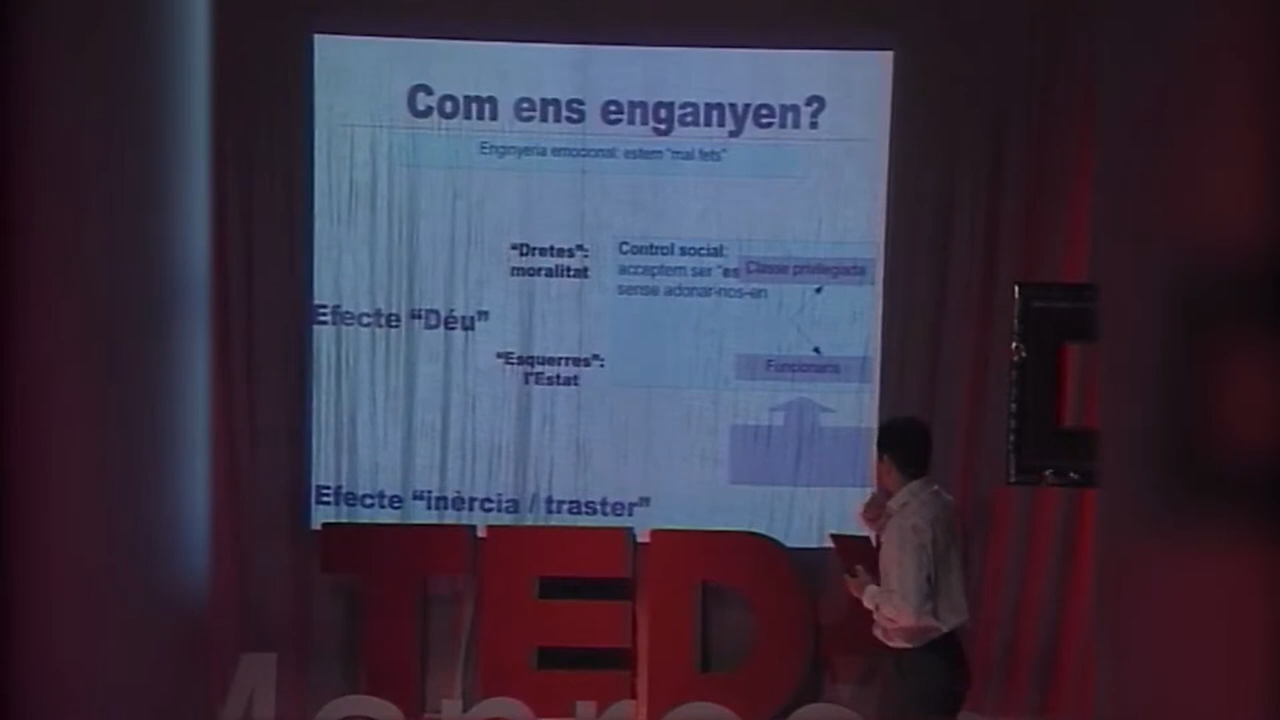 Com ens enganyen?
Enginyeria emocional: estem "mal fets"
"Dretes":
moralitat
Control social:
acceptem ser "es
sense adonar-nos-en
Classe privilegiada
Efecte "Déu"
"Esquerres":
l'Estat
Funcionaris
Efecte "inèrcia / traster"
TED